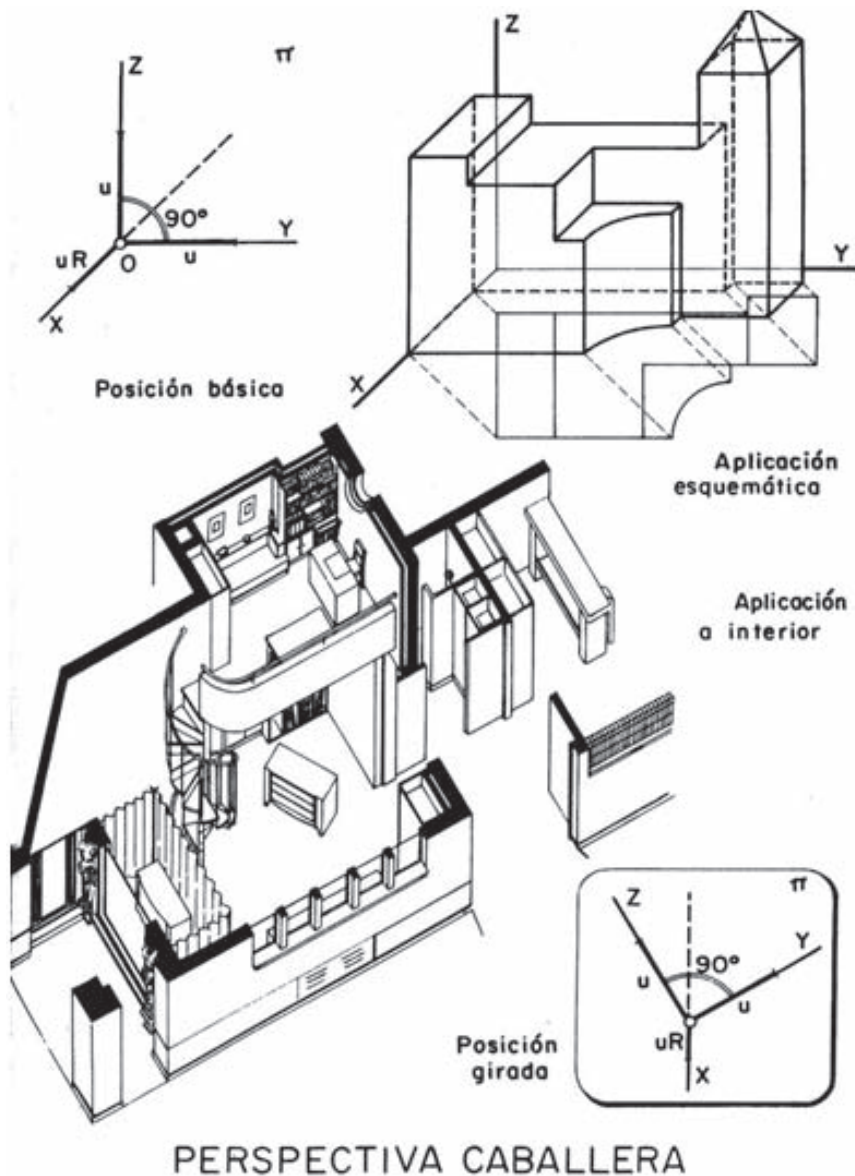 Z
π
u
90°
Y
uR
O
u
X
Posición básica
Z
Y
X
Aplicación
esquemática
Aplicación
a interior
Z
π
Y
90°
u
u
uR
X
Posición
girada
PERSPECTIVA CABALLERA